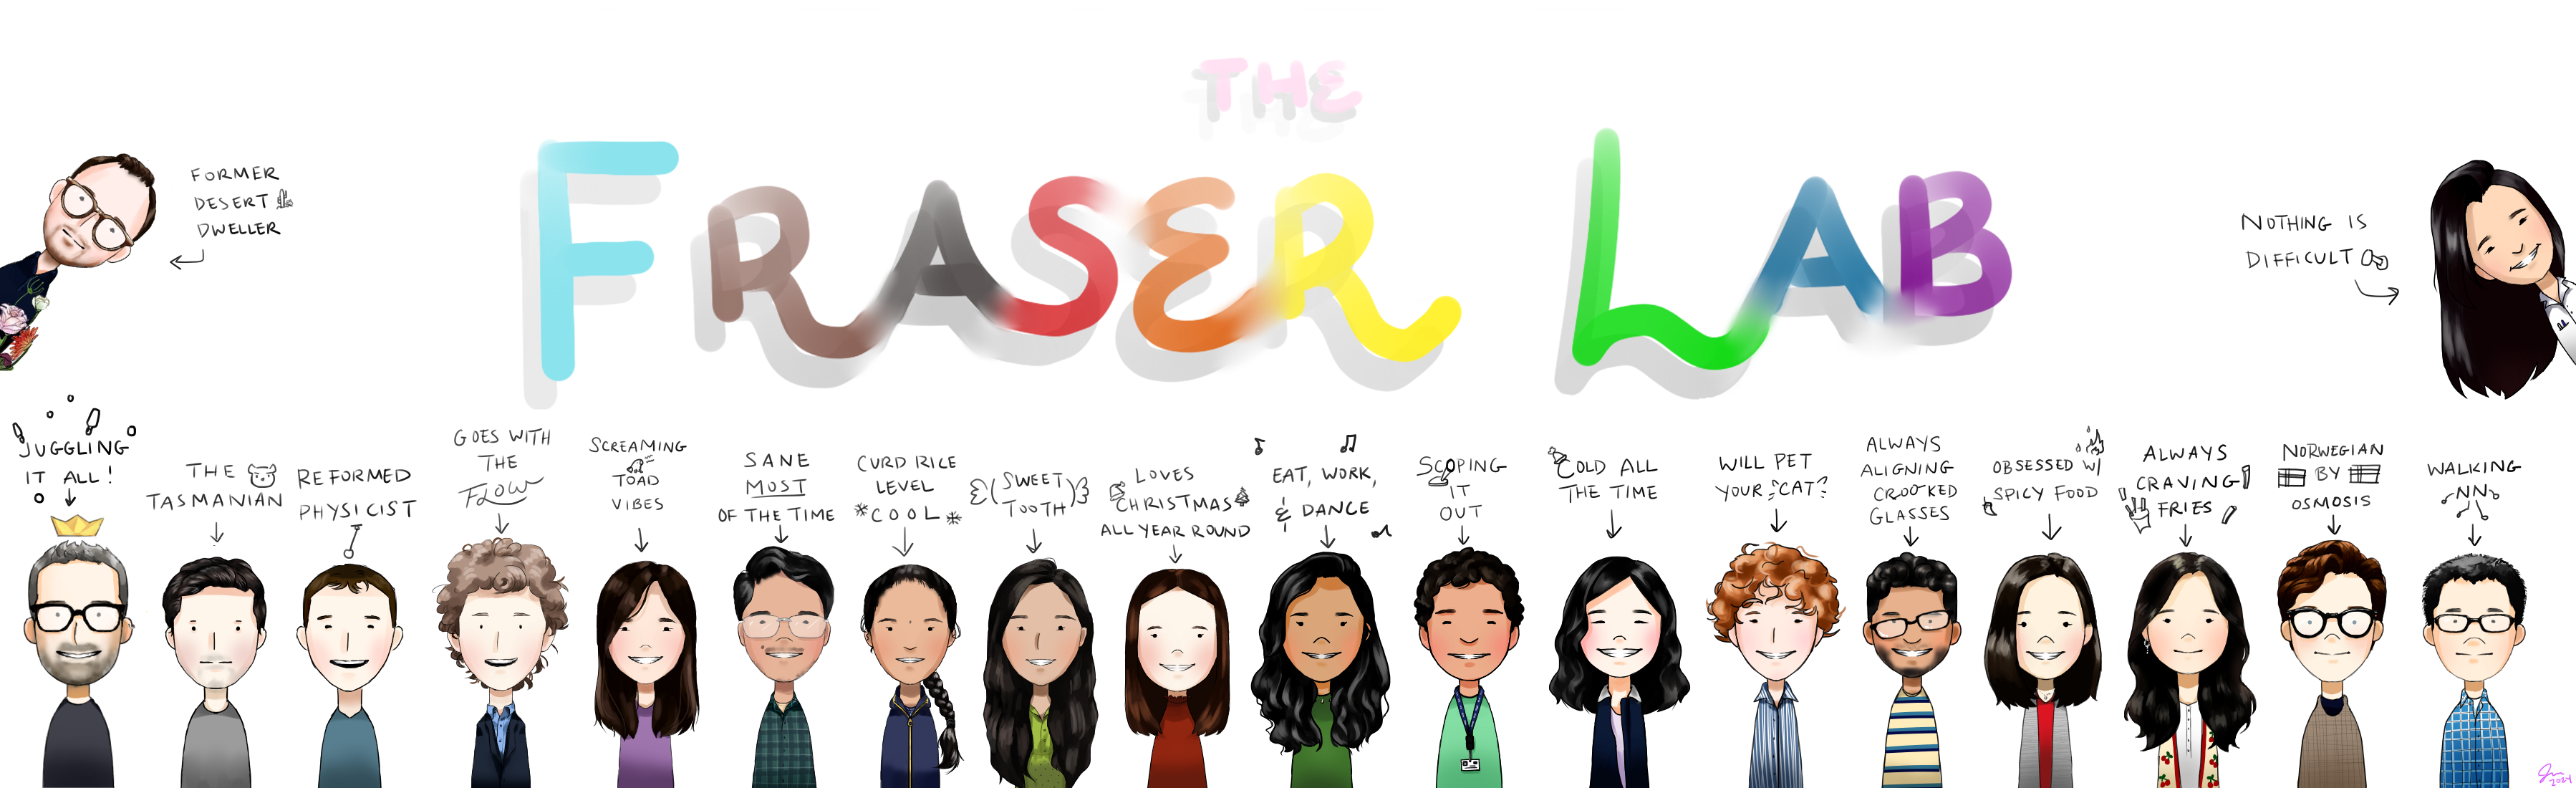 THE
FRASER LAB
FORMER
DESERT
DWELLER
NOTHING IS
DIFFICULT
JUGGLING
IT ALL!
THE
TASMANIAN
REFORMED
PHYSICIST
GOES WITH
THE
FLOW
SCREAMING
TOAD
VIBES
SANE
MOST
OF THE TIME
CURD RICE
LEVEL
COOL
(SWEET
TOOTH)
LOVES
CHRISTMAS
ALL YEAR ROUND
EAT, WORK,
& DANCE
SCOPING
IT
OUT
COLD ALL
THE TIME
WILL PET
YOUR CAT
ALWAYS
ALIGNING
CROOKED
GLASSES
OBSESSED W/
SPICY FOOD
ALWAYS
CRAVING
FRIES
NORWEGIAN
BY
OSMOSIS
WALKING
NN
2024